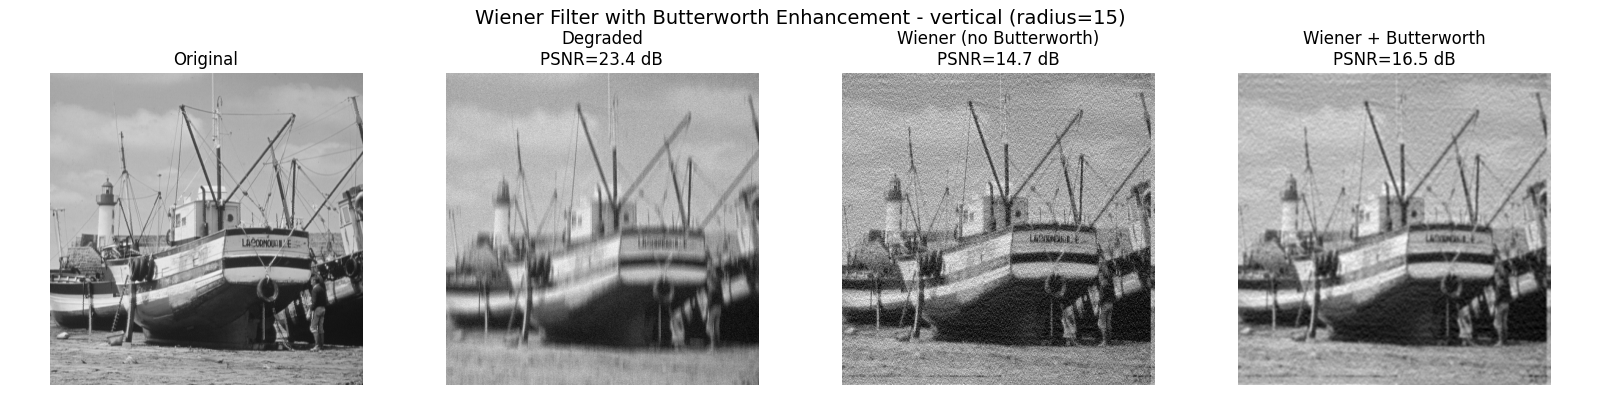 Wiener Filter with Butterworth Enhancement - vertical (radius=15)
Original
Degraded
PSNR=23.4 dB
Wiener (no Butterworth)
PSNR=14.7 dB
Wiener + Butterworth
PSNR=16.5 dB